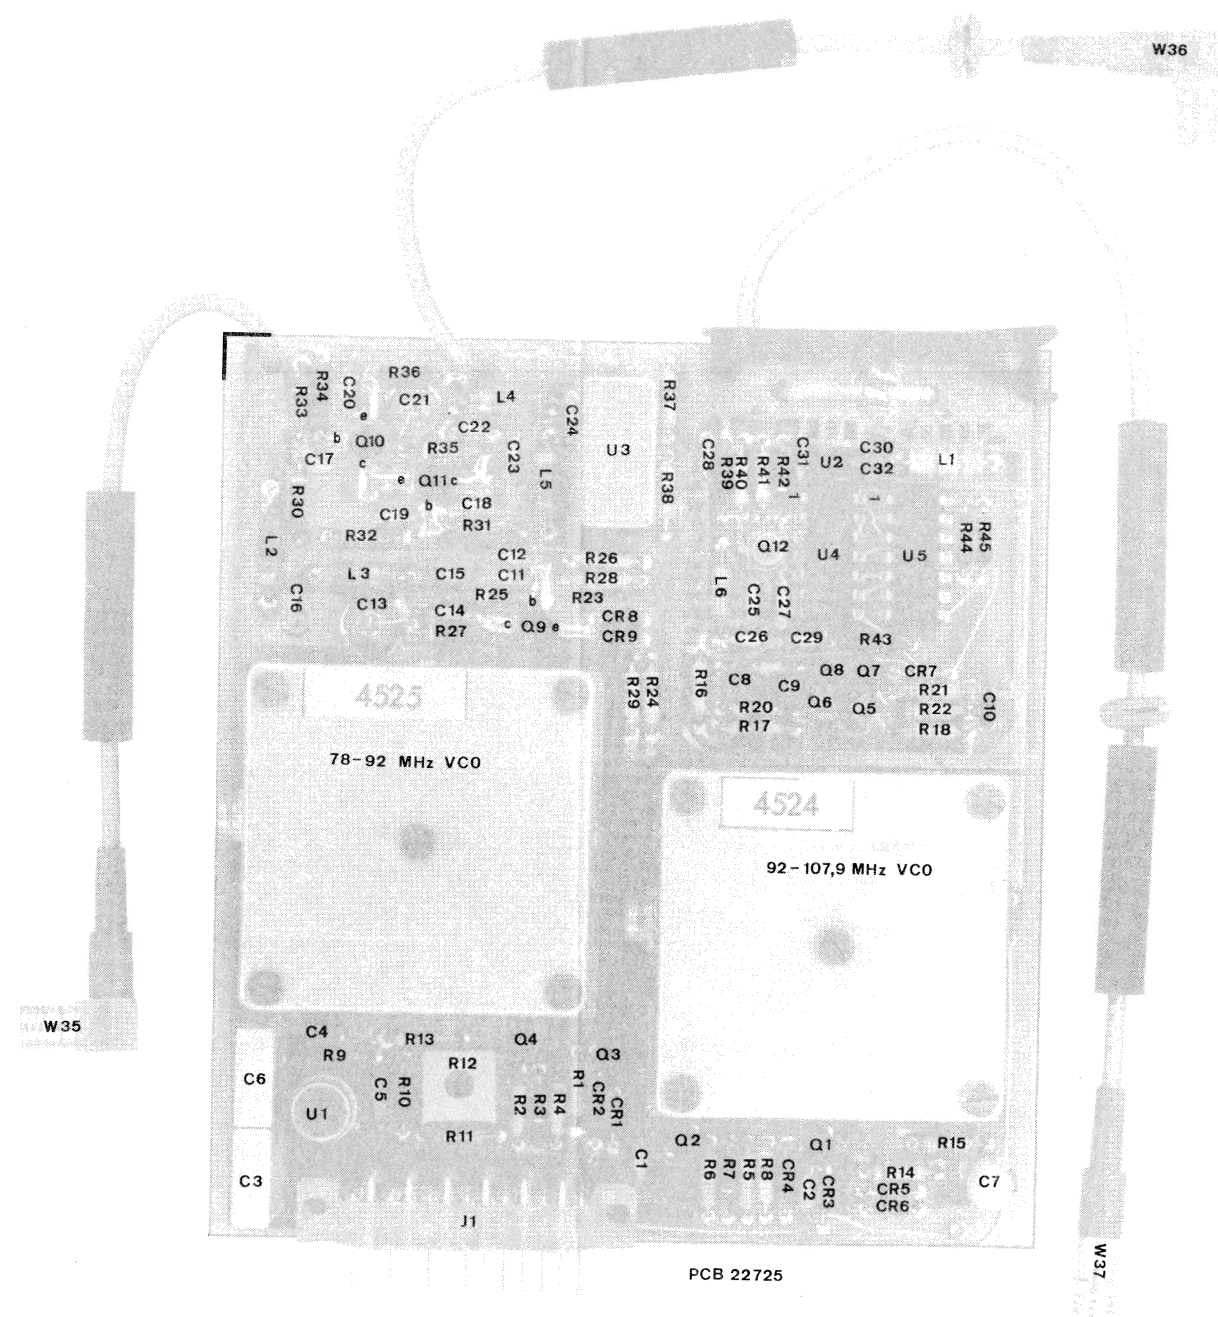 W36
R36
R34
R33
C20
C21
L4
R37
e
C24
C22
b
Q10
R35
C17
c
C23
U3
C28
R39
R40
R41
R42
C31
U2
C30
C32
L1
e
Q11
c
L5
R38
1
1
R30
b
C18
C19
R31
R32
L2
Q12
U4
U5
R44
R45
C12
R26
L3
C15
C11
R28
C16
C13
R25
b
R23
L6
C25
C27
C14
R27
c
Q9
e
CR8
CR9
C26
C29
R43
R29
R24
R16
C8
C9
Q8
Q7
CR7
R21
R20
Q6
Q5
R22
C10
R17
R18
4525
78-92 MHz VCO
4524
92-107,9 MHz VCO
W35
C4
R13
Q4
R9
R12
Q3
C6
C5
R10
R1
R2
R3
R4
CR2
CR1
U1
R11
C1
Q2
Q1
R15
C3
R6
R7
R5
R8
CR4
C2
CR3
R14
CR5
CR6
C7
J1
W37
PCB 22725